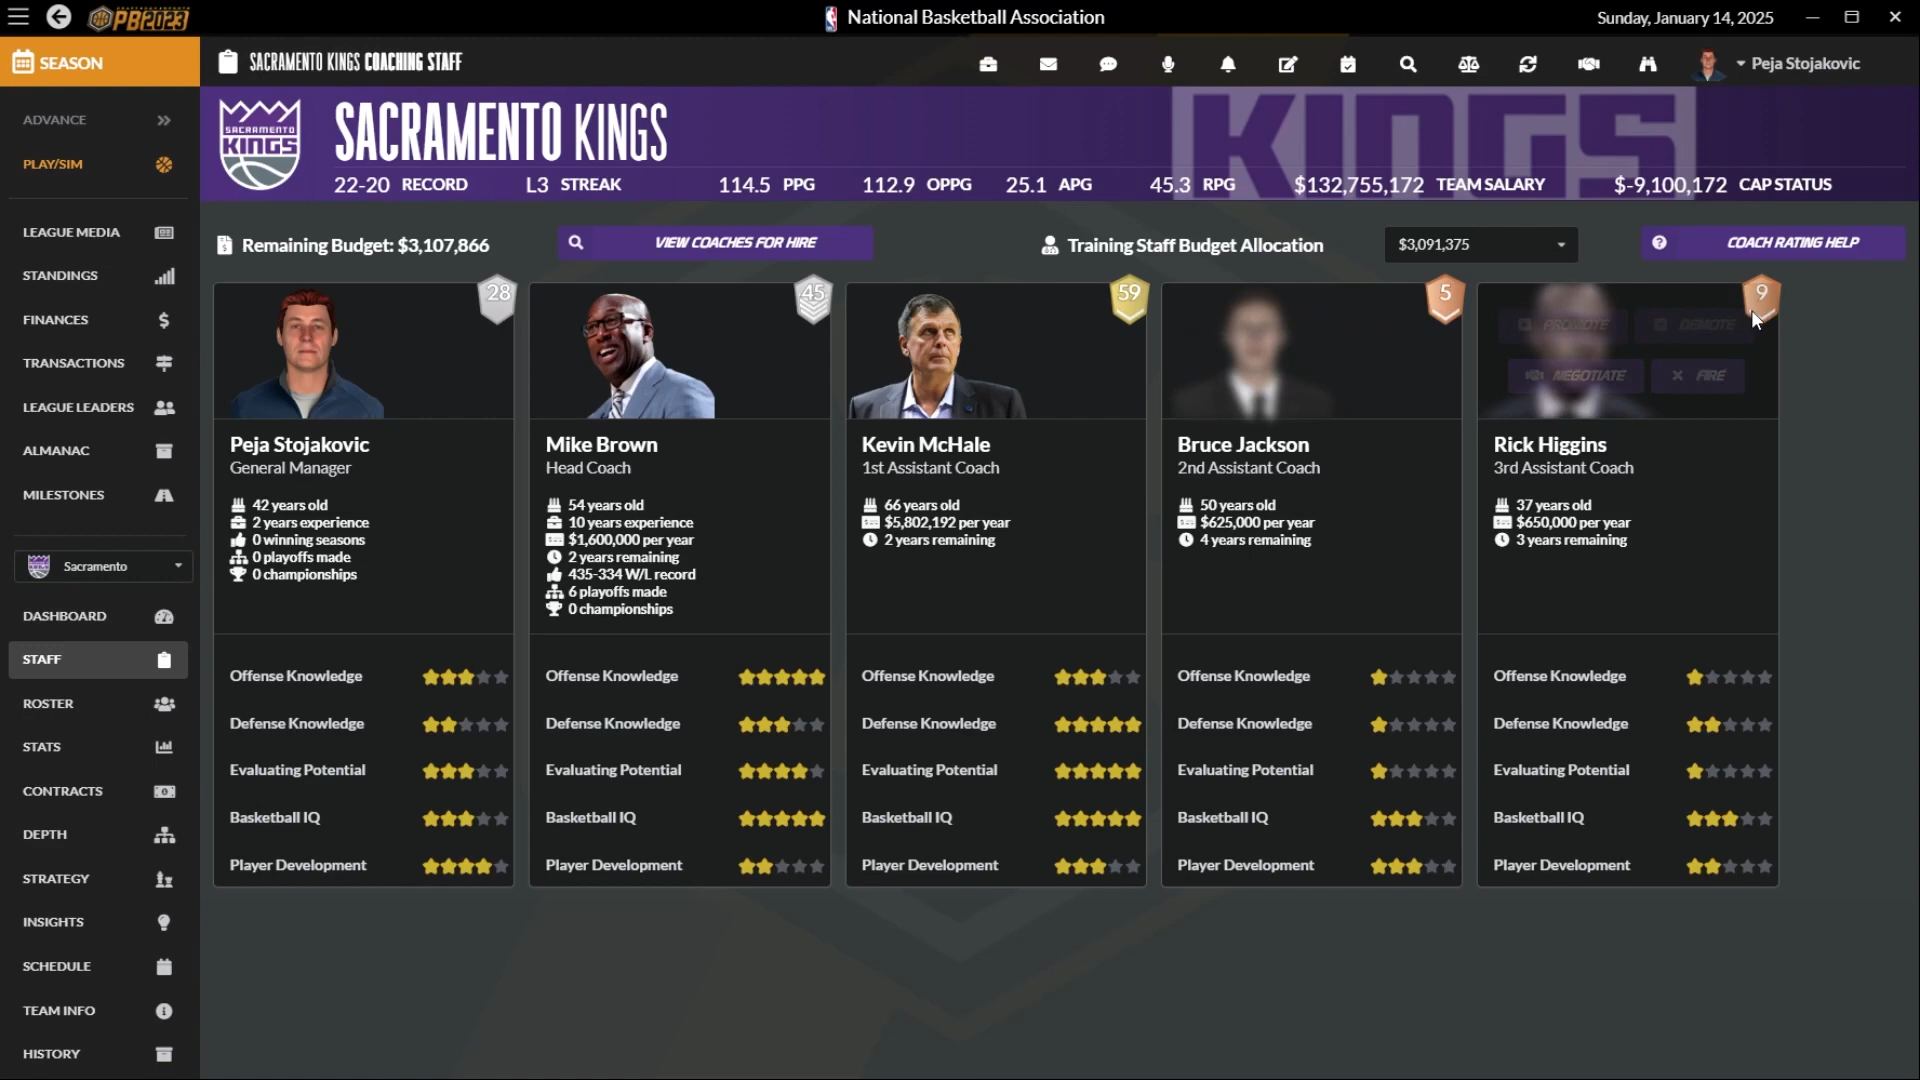 PB2023
National Basketball Association
Sunday, January 14, 2025
SEASON
SACRAMENTO KINGS COACHING STAFF
Peja Stojakovic
ADVANCE
PLAY/SIM
LEAGUE MEDIA
STANDINGS
FINANCES
TRANSACTIONS
LEAGUE LEADERS
ALMANAC
MILESTONES
Sacramento
DASHBOARD
STAFF
ROSTER
STATS
CONTRACTS
DEPTH
STRATEGY
INSIGHTS
SCHEDULE
TEAM INFO
HISTORY
SACRAMENTO
KINGS
SACRAMENTO KINGS
KINGS
22-20 RECORD
L3 STREAK
114.5 PPG
112.9 OPPG
25.1 APG
45.3 RPG
$132,755,172 TEAM SALARY
$-9,100,172 CAP STATUS
Remaining Budget: $3,107,866
VIEW COACHES FOR HIRE
Training Staff Budget Allocation
$3,091,375
COACH RATING HELP
28
Peja Stojakovic
General Manager
42 years old
2 years experience
0 winning seasons
0 playoffs made
0 championships
Offense Knowledge
Defense Knowledge
Evaluating Potential
Basketball IQ
Player Development
45
Mike Brown
Head Coach
54 years old
10 years experience
$1,600,000 per year
2 years remaining
435-334 W/L record
6 playoffs made
0 championships
Offense Knowledge
Defense Knowledge
Evaluating Potential
Basketball IQ
Player Development
59
Kevin McHale
1st Assistant Coach
66 years old
$5,802,192 per year
2 years remaining
Offense Knowledge
Defense Knowledge
Evaluating Potential
Basketball IQ
Player Development
5
Bruce Jackson
2nd Assistant Coach
50 years old
$625,000 per year
4 years remaining
Offense Knowledge
Defense Knowledge
Evaluating Potential
Basketball IQ
Player Development
9
PROMOTE
DEMOTE
NEGOTIATE
FIRE
Rick Higgins
3rd Assistant Coach
37 years old
$650,000 per year
3 years remaining
Offense Knowledge
Defense Knowledge
Evaluating Potential
Basketball IQ
Player Development